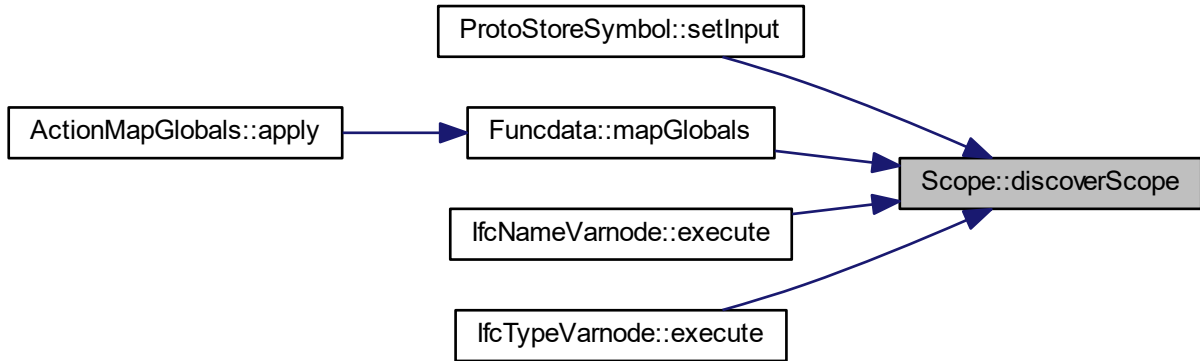 ProtoStoreSymbol::setInput
ActionMapGlobals::apply
Funcdata::mapGlobals
Scope::discoverScope
IfcNameVarnode::execute
IfcTypeVarnode::execute